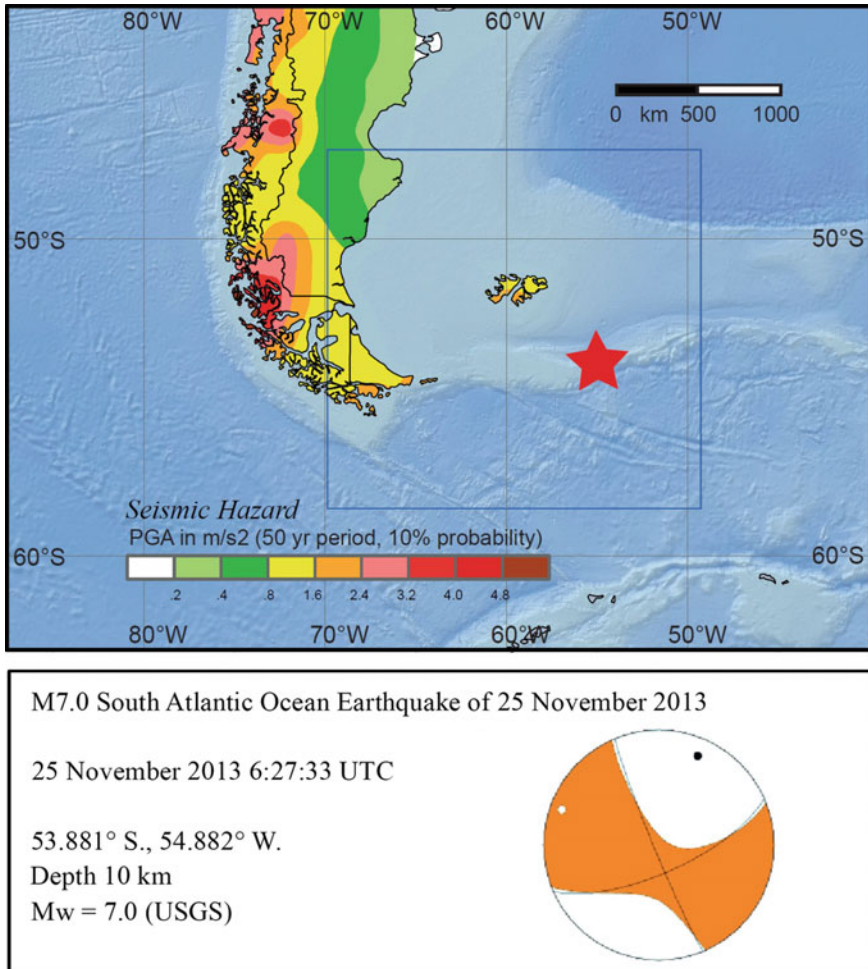 80°W 70°W 60°W 50°W
0 km 500 1000
50°S 50°S
Seismic Hazard
PGA in m/s2 (50 yr period, 10% probability)
.2 .4 .8 1.6 2.4 3.2 4.0 4.8
60°S 60°S
80°W 70°W 60°W 50°W
M7.0 South Atlantic Ocean Earthquake of 25 November 2013
25 November 2013 6:27:33 UTC
53.881° S., 54.882° W.
Depth 10 km
Mw = 7.0 (USGS)